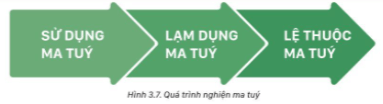 SỬ DỤNG
MA TUÝ
LẠM DỤNG
MA TUÝ
LỆ THUỘC
MA TUÝ
Hình 3.7. Quá trình nghiện ma tuý